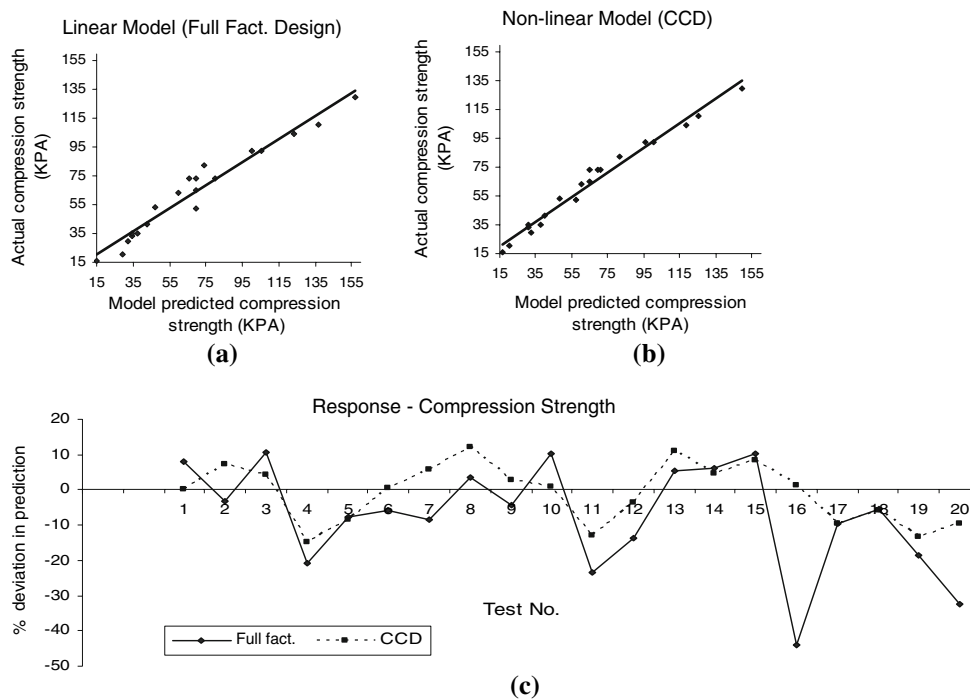 (a)
Linear Model (Full Fact. Design)
Actual compression strength
(KPA)
155
135
115
95
75
55
35
15
15 35 55 75 95 115 135 155
Model predicted compression
strength (KPA)
(a)
(b)
Non-linear Model (CCD)
Actual compression strength
(KPA)
155
135
115
95
75
55
35
15
15 35 55 75 95 115 135 155
Model predicted compression
strength (KPA)
(b)
Response - Compression Strength
% deviation in prediction
20
10
0
-10
-20
-30
-40
-50
1 2 3 4 5 6 7 8 9 10 11 12 13 14 15 16 17 18 19 20
Test No.
Full fact. CCD
(c)